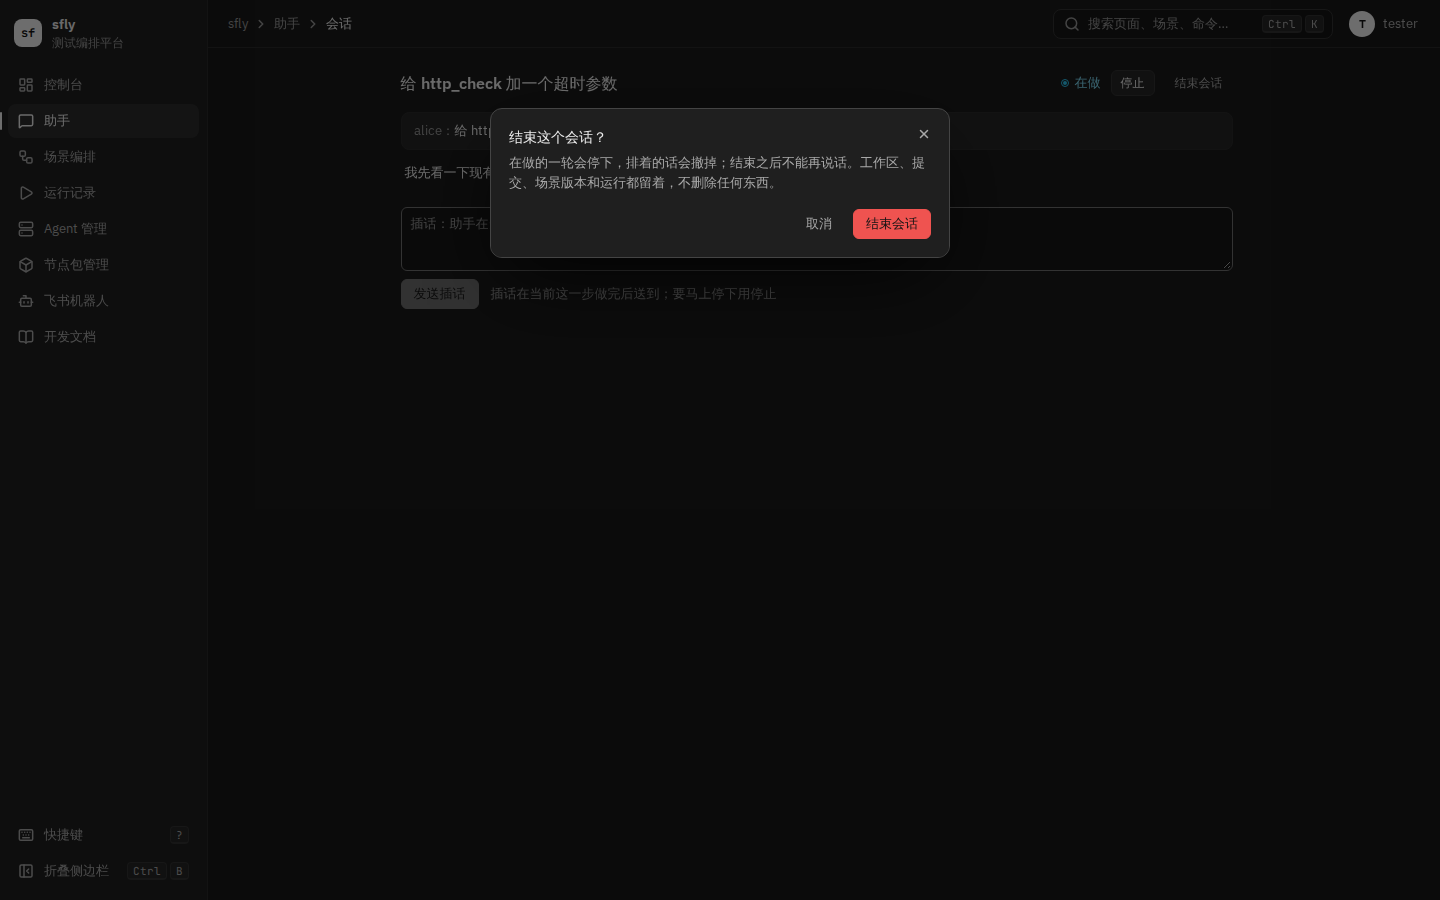 sf
sfly
测试编排平台
控制台
助手
场景编排
运行记录
Agent 管理
节点包管理
飞书机器人
开发文档
快捷键
?
折叠侧边栏
Ctrl B
sfly
助手
会话
搜索页面、场景、命令...
Ctrl K
T
tester
给 http_check 加一个超时参数
在做
停止
结束会话
alice：给 http
我先看一下现有
结束这个会话？
在做的一轮会停下，排着的话会撤掉；结束之后不能再说话。工作区、提
交、场景版本和运行都留着，不删除任何东西。
取消
结束会话
插话：助手在
发送插话
插话在当前这一步做完后送到；要马上停下用停止